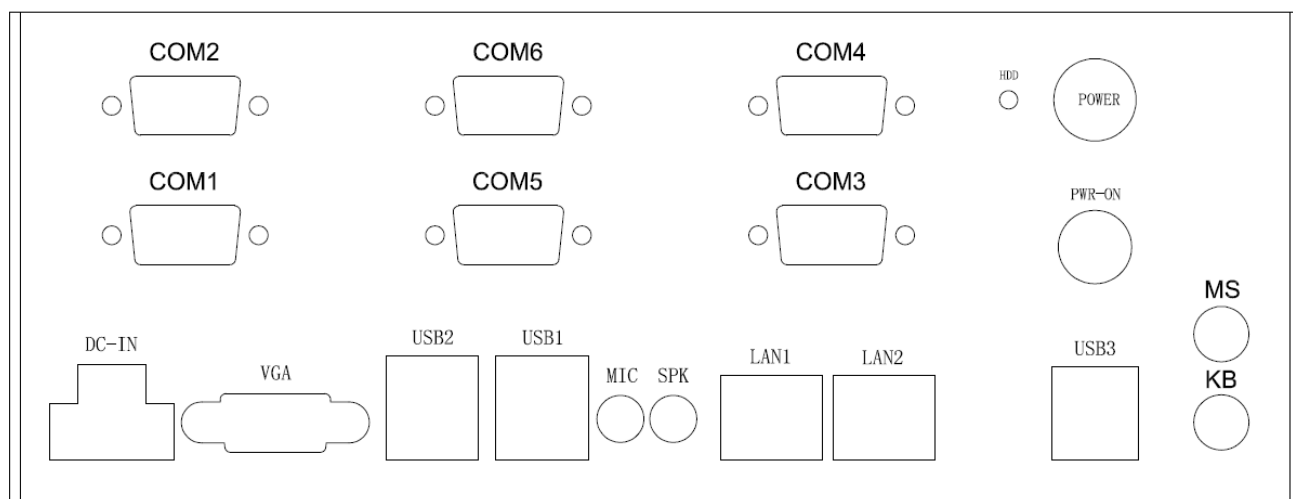 COM2
COM6
COM4
HDD
POWER
COM1
COM5
COM3
PWR-ON
MS
DC-IN
VGA
USB2
USB1
MIC
SPK
LAN1
LAN2
USB3
KB